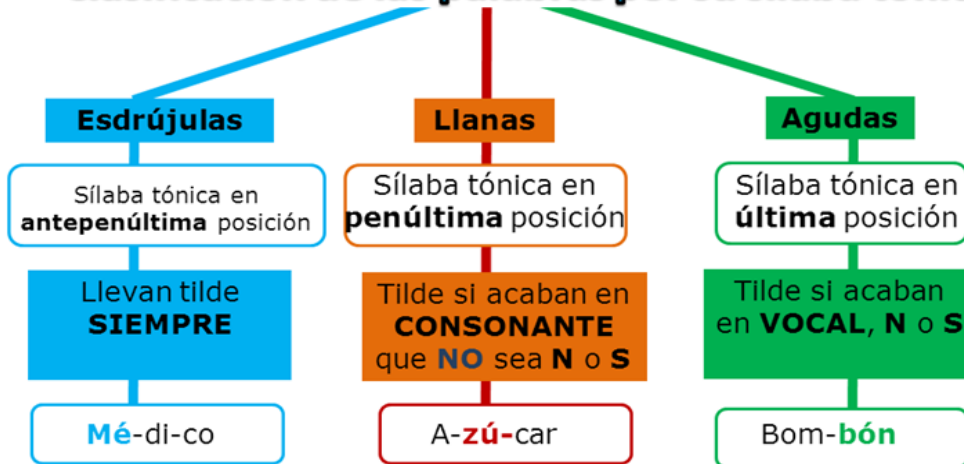 Esdrújulas
Sílaba tónica en
antepenúltima posición
Llevan tilde
SIEMPRE
Mé-di-co
Llanas
Sílaba tónica en
penúltima posición
Tilde si acaban en
CONSONANTE
que NO sea N o S
A-zú-car
Agudas
Sílaba tónica en
última posición
Tilde si acaban
en VOCAL, N o S
Bom-bón